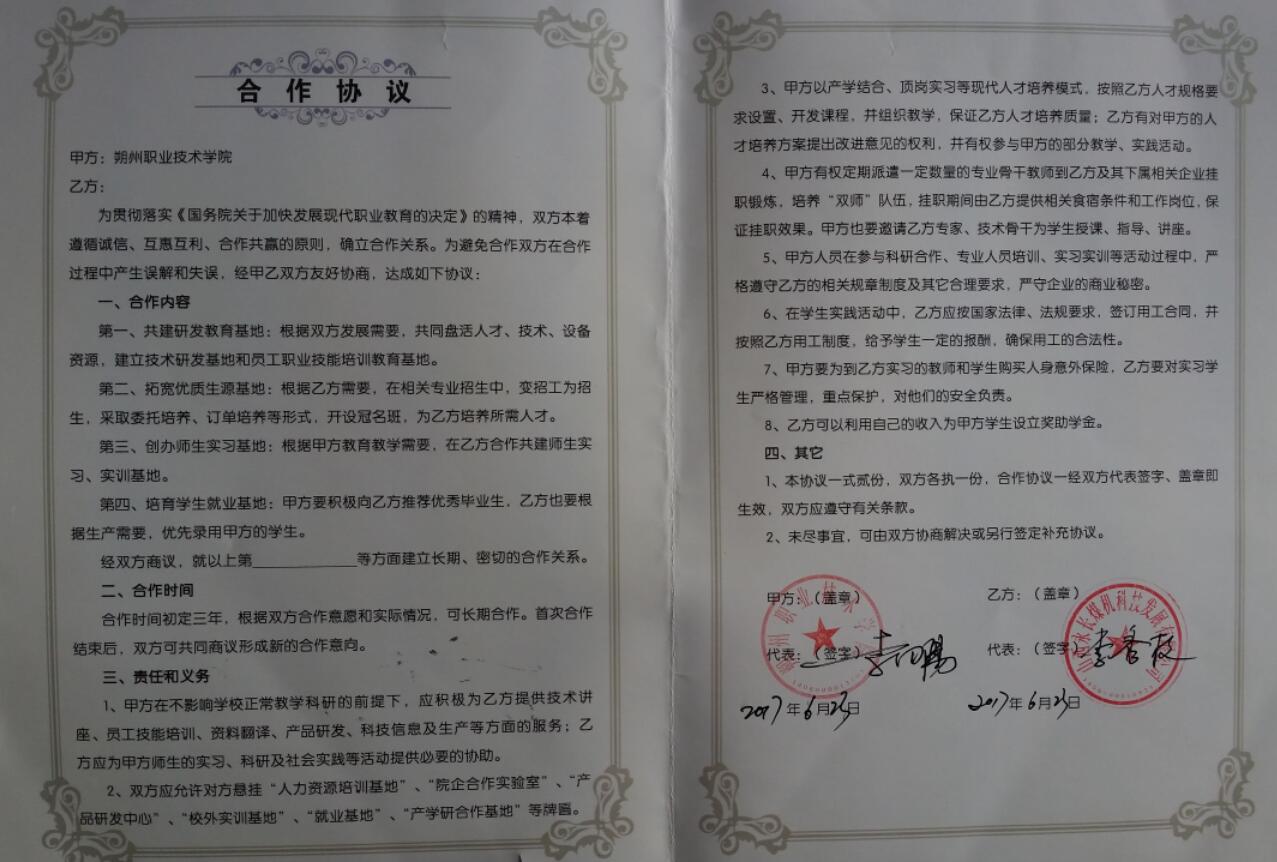 合作协议
甲方：朔州职业技术学院
乙方：
为贯彻落实《国务院关于加快发展现代职业教育的决定》的精神，双方本着
遵循诚信、互惠互利、合作共赢的原则，确立合作关系。为避免合作双方在合作
过程中产生误解和失误，经甲乙双方友好协商，达成如下协议：
一、合作内容
第一、共建研发教育基地：根据双方发展需要，共同盘活人才、技术、设备
资源，建立技术研发基地和员工职业技能培训教育基地。
第二、拓宽优质生源基地：根据乙方需要，在相关专业招生中，变招工为招
生，采取委托培养、订单培养等形式，开设冠名班，为乙方培养所需人才。
第三、创办师生实习基地：根据甲方教育教学需要，在乙方合作共建师生实
习、实训基地。
第四、培育学生就业基地：甲方要积极向乙方推荐优秀毕业生，乙方也要根
据生产需要，优先录用甲方的学生。
经双方商议，就以上第______________等方面建立长期、密切的合作关系。
二、合作时间
合作时间初定三年，根据双方合作意愿和实际情况，可长期合作。首次合作
结束后，双方可共同商议形成新的合作意向。
三、责任和义务
1、甲方在不影响学校正常教学科研的前提下，应积极为乙方提供技术讲
座、员工技能培训、资料翻译、产品研发、科技信息及生产等方面的服务；乙
方应为甲方师生的实习、科研及社会实践等活动提供必要的协助。
2、双方应允许对方悬挂“人力资源培训基地”、“院企合作实验室”、“产
品研发中心”、“校外实训基地”、“就业基地”、“产学研合作基地”等牌匾。
3、甲方以产学结合、顶岗实习等现代人才培养模式，按照乙方人才规格要
求设置、开发课程，并组织教学，保证乙方人才培养质量；乙方有对甲方的人
才培养方案提出改进意见的权利，并有权参与甲方的部分教学、实践活动。
4、甲方有权定期派遣一定数量的专业骨干教师到乙方及其下属相关企业挂
职锻炼，培养“双师”队伍，挂职期间由乙方提供相关食宿条件和工作岗位，保
证挂职效果。甲方也要邀请乙方专家、技术骨干为学生授课、指导、讲座。
5、甲方人员在参与科研合作、专业人员培训、实习实训等活动过程中，严
格遵守乙方的相关规章制度及其它合理要求，严守企业的商业秘密。
6、在学生实践活动中，乙方应按国家法律、法规要求，签订用工合同，并
按照乙方用工制度，给予学生一定的报酬，确保用工的合法性。
7、甲方要为到乙方实习的教师和学生购买人身意外保险，乙方要对实习学
生严格管理，重点保护，对他们的安全负责。
8、乙方可以利用自己的收入为甲方学生设立奖助学金。
四、其它
1、本协议一式贰份，双方各执一份，合作协议一经双方代表签字、盖章即
生效，双方应遵守有关条款。
2、未尽事宜，可由双方协商解决或另行签定补充协议。
甲方：（盖章）
代表：（签字）
2017年6月23日
乙方：（盖章）
代表：（签字）
2017年6月23日